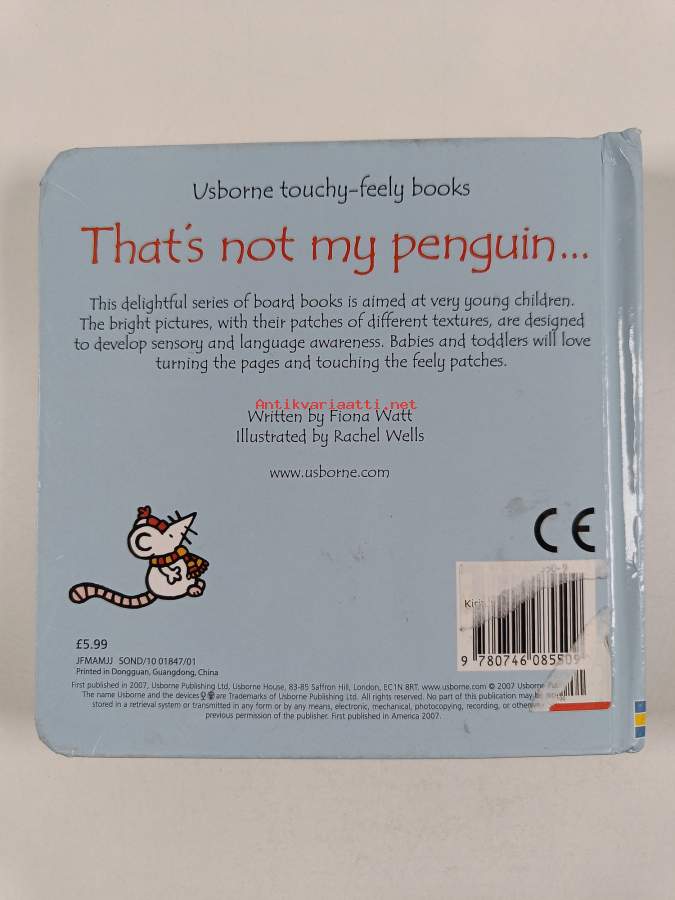 Usborne touchy-feely books
That's not my penguin...
This delightful series of board books is aimed at very young children.
The bright pictures, with their patches of different textures, are designed
to develop sensory and language awareness. Babies and toddlers will love
turning the pages and touching the feely patches.
Antikvariaatti.net
Written by Fiona Watt
Illustrated by Rachel Wells
www.usborne.com
CE
£5.99
JFMAMJJ SOND/10 01847/01
Printed in Dongguan, Guangdong, China
9 780746 085509
First published in 2007, Usborne Publishing Ltd, Usborne House, 83-85 Saffron Hill, London, EC1N 8RT, www.usborne.com © 2007 Usborne
The name Usborne and the devices are Trademarks of Usborne Publishing Ltd. All rights reserved. No part of this publication may be
stored in a retrieval system or transmitted in any form or by any means, electronic, mechanical, photocopying, recording, or
previous permission of the publisher. First published in America 2007.